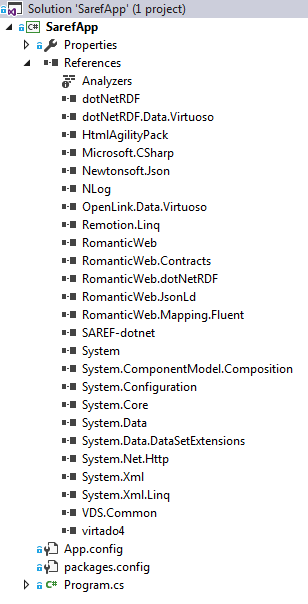 Solution 'SarefApp' (1 project)
C# SarefApp
Properties
References
Analyzers
dotNetRDF
dotNetRDF.Data.Virtuoso
HtmlAgilityPack
Microsoft.CSharp
Newtonsoft.Json
NLog
OpenLink.Data.Virtuoso
Remotion.Linq
RomanticWeb
RomanticWeb.Contracts
RomanticWeb.dotNetRDF
RomanticWeb.JsonLd
RomanticWeb.Mapping.Fluent
SAREF-dotnet
System
System.ComponentModel.Composition
System.Configuration
System.Core
System.Data
System.Data.DataSetExtensions
System.Net.Http
System.Xml
System.Xml.Linq
VDS.Common
virtado4
App.config
packages.config
C# Program.cs